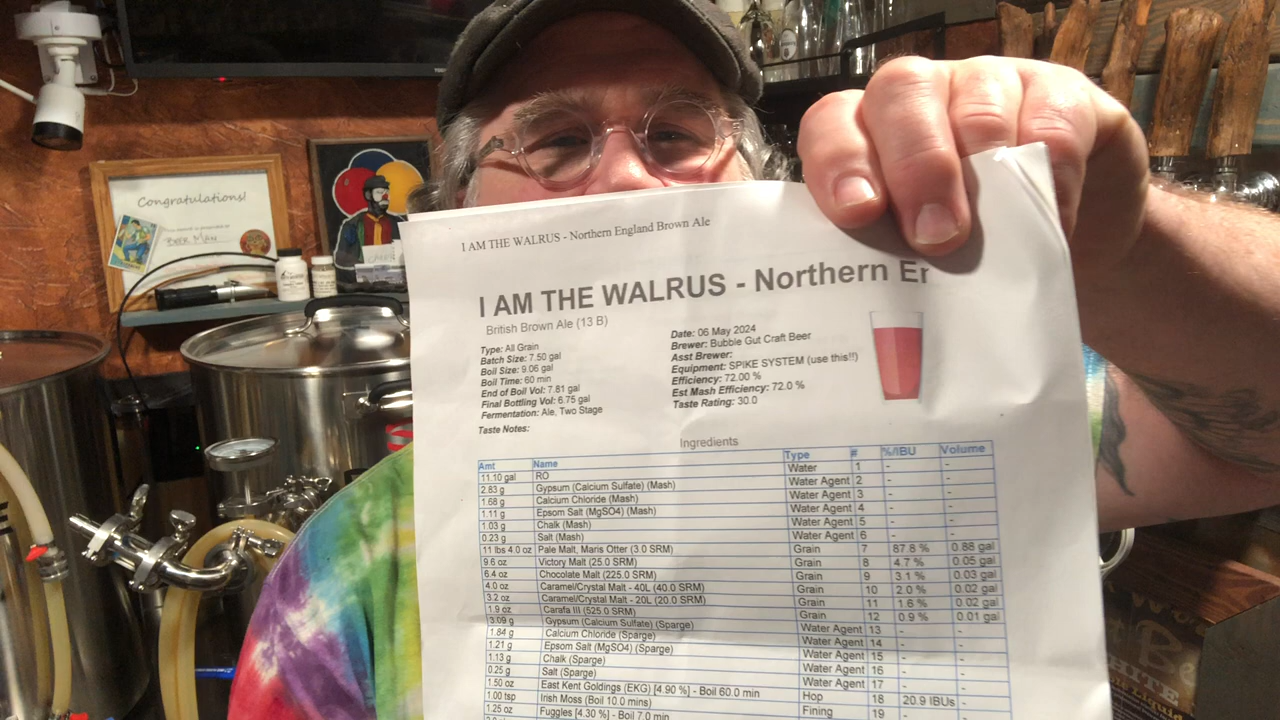 Congratulations!
BEER MAN
I AM THE WALRUS - Northern England Brown Ale
I AM THE WALRUS - Northern Er
British Brown Ale (13 B)
Type: All Grain
Batch Size: 7.50 gal
Boil Size: 9.06 gal
Boil Time: 60 min
End of Boil Vol: 7.81 gal
Final Bottling Vol: 6.75 gal
Fermentation: Ale, Two Stage
Taste Notes:
Date: 06 May 2024
Brewer: Bubble Gut Craft Beer
Asst Brewer:
Equipment: SPIKE SYSTEM (use this!!)
Efficiency: 72.00 %
Est Mash Efficiency: 72.0 %
Taste Rating: 30.0
Ingredients
Amt Name Type # %/IBU Volume
11.10 gal RO Water 1 - -
2.83 g Gypsum (Calcium Sulfate) (Mash) Water Agent 2 - -
1.68 g Calcium Chloride (Mash) Water Agent 3 - -
1.11 g Epsom Salt (MgSO4) (Mash) Water Agent 4 - -
1.03 g Chalk (Mash) Water Agent 5 - -
0.23 g Salt (Mash) Water Agent 6 - -
11 lbs 4.0 oz Pale Malt, Maris Otter (3.0 SRM) Grain 7 87.8 % 0.88 gal
9.6 oz Victory Malt (25.0 SRM) Grain 8 4.7 % 0.05 gal
6.4 oz Chocolate Malt (225.0 SRM) Grain 9 3.1 % 0.03 gal
4.0 oz Caramel/Crystal Malt - 40L (40.0 SRM) Grain 10 2.0 % 0.02 gal
3.2 oz Caramel/Crystal Malt - 20L (20.0 SRM) Grain 11 1.6 % 0.02 gal
1.9 oz Carafa III (525.0 SRM) Grain 12 0.9 % 0.01 gal
3.09 g Gypsum (Calcium Sulfate) (Sparge) Water Agent 13 - -
1.84 g Calcium Chloride (Sparge) Water Agent 14 - -
1.21 g Epsom Salt (MgSO4) (Sparge) Water Agent 15 - -
1.13 g Chalk (Sparge) Water Agent 16 - -
0.25 g Salt (Sparge) Water Agent 17 - -
1.50 oz East Kent Goldings (EKG) [4.90 %] - Boil 60.0 min Hop 18 20.9 IBUs -
1.00 tsp Irish Moss (Boil 10.0 mins) Fining 19 - -
1.25 oz Fuggles [4.30 %] - Boil 7.0 min
WHITE